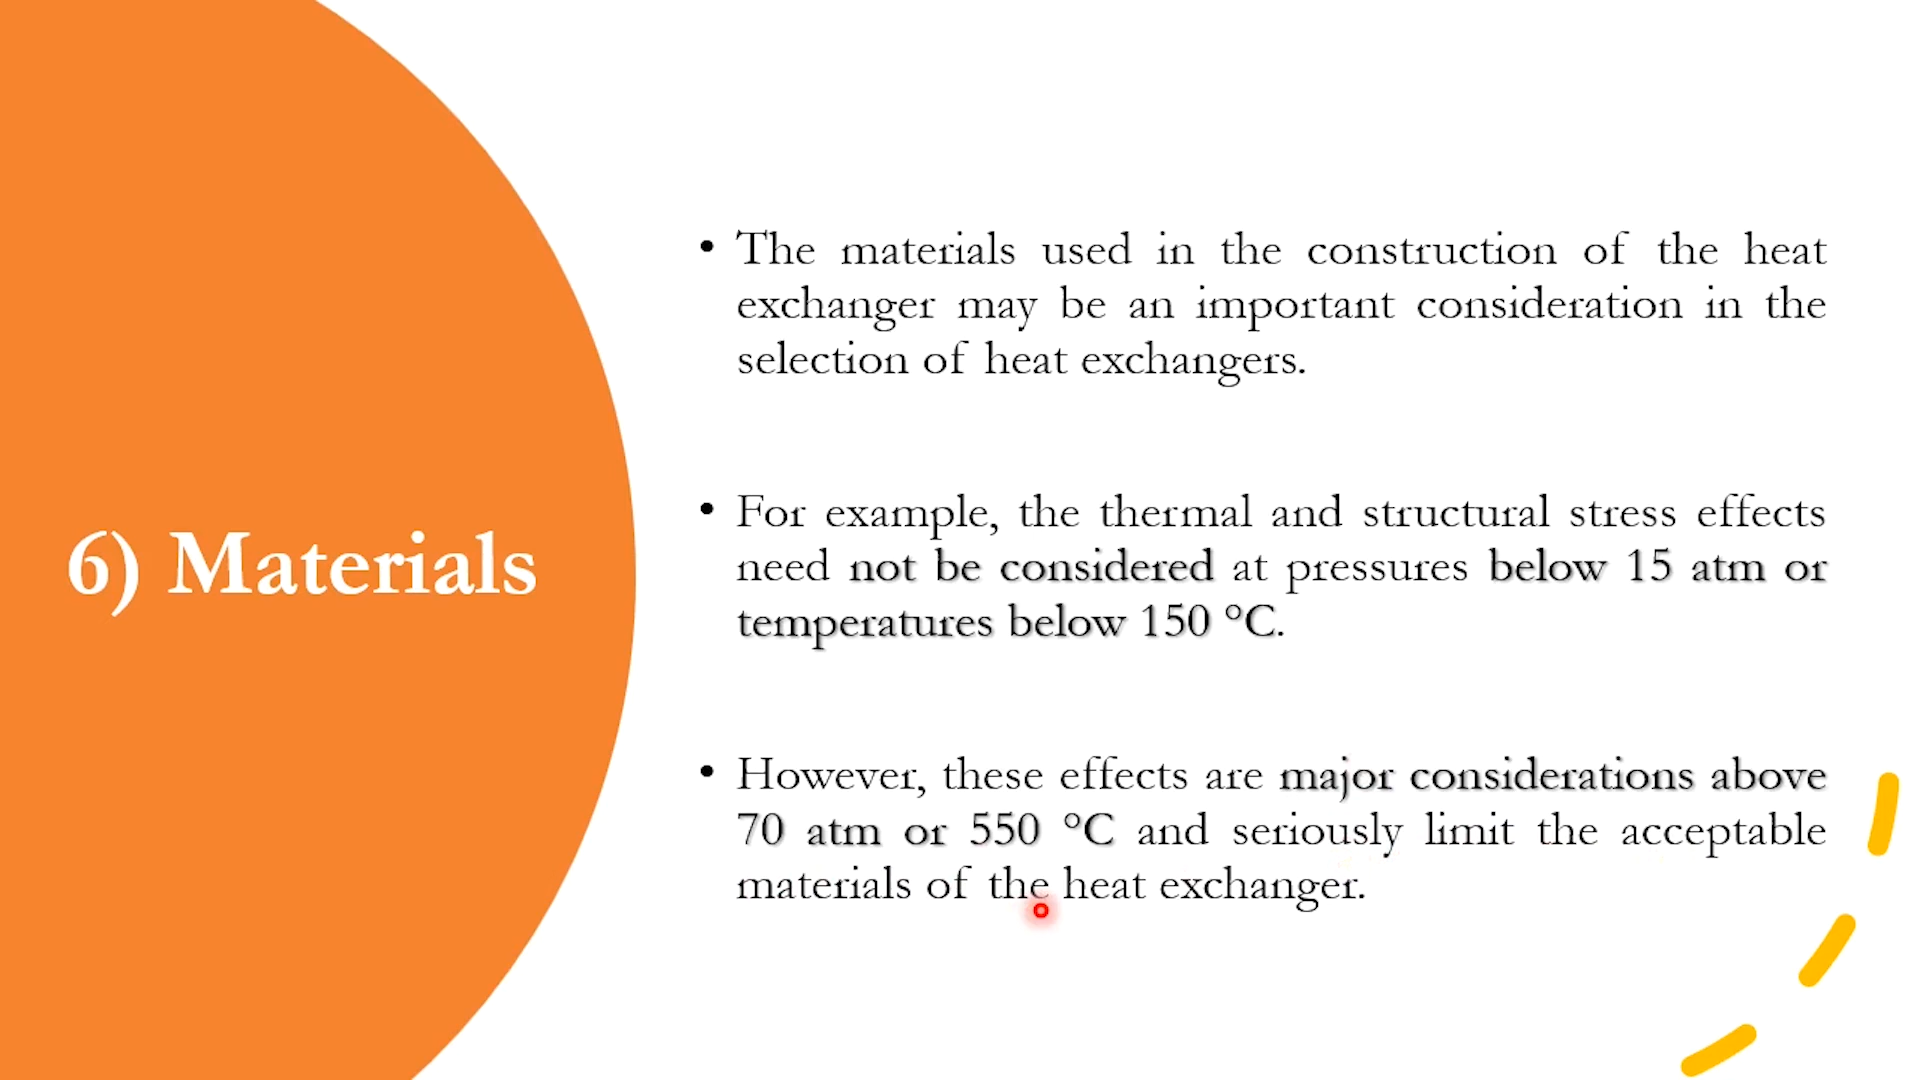 6) Materials
• The materials used in the construction of the heat
exchanger may be an important consideration in the
selection of heat exchangers.
• For example, the thermal and structural stress effects
need not be considered at pressures below 15 atm or
temperatures below 150 °C.
• However, these effects are major considerations above
70 atm or 550 °C and seriously limit the acceptable
materials of the heat exchanger.